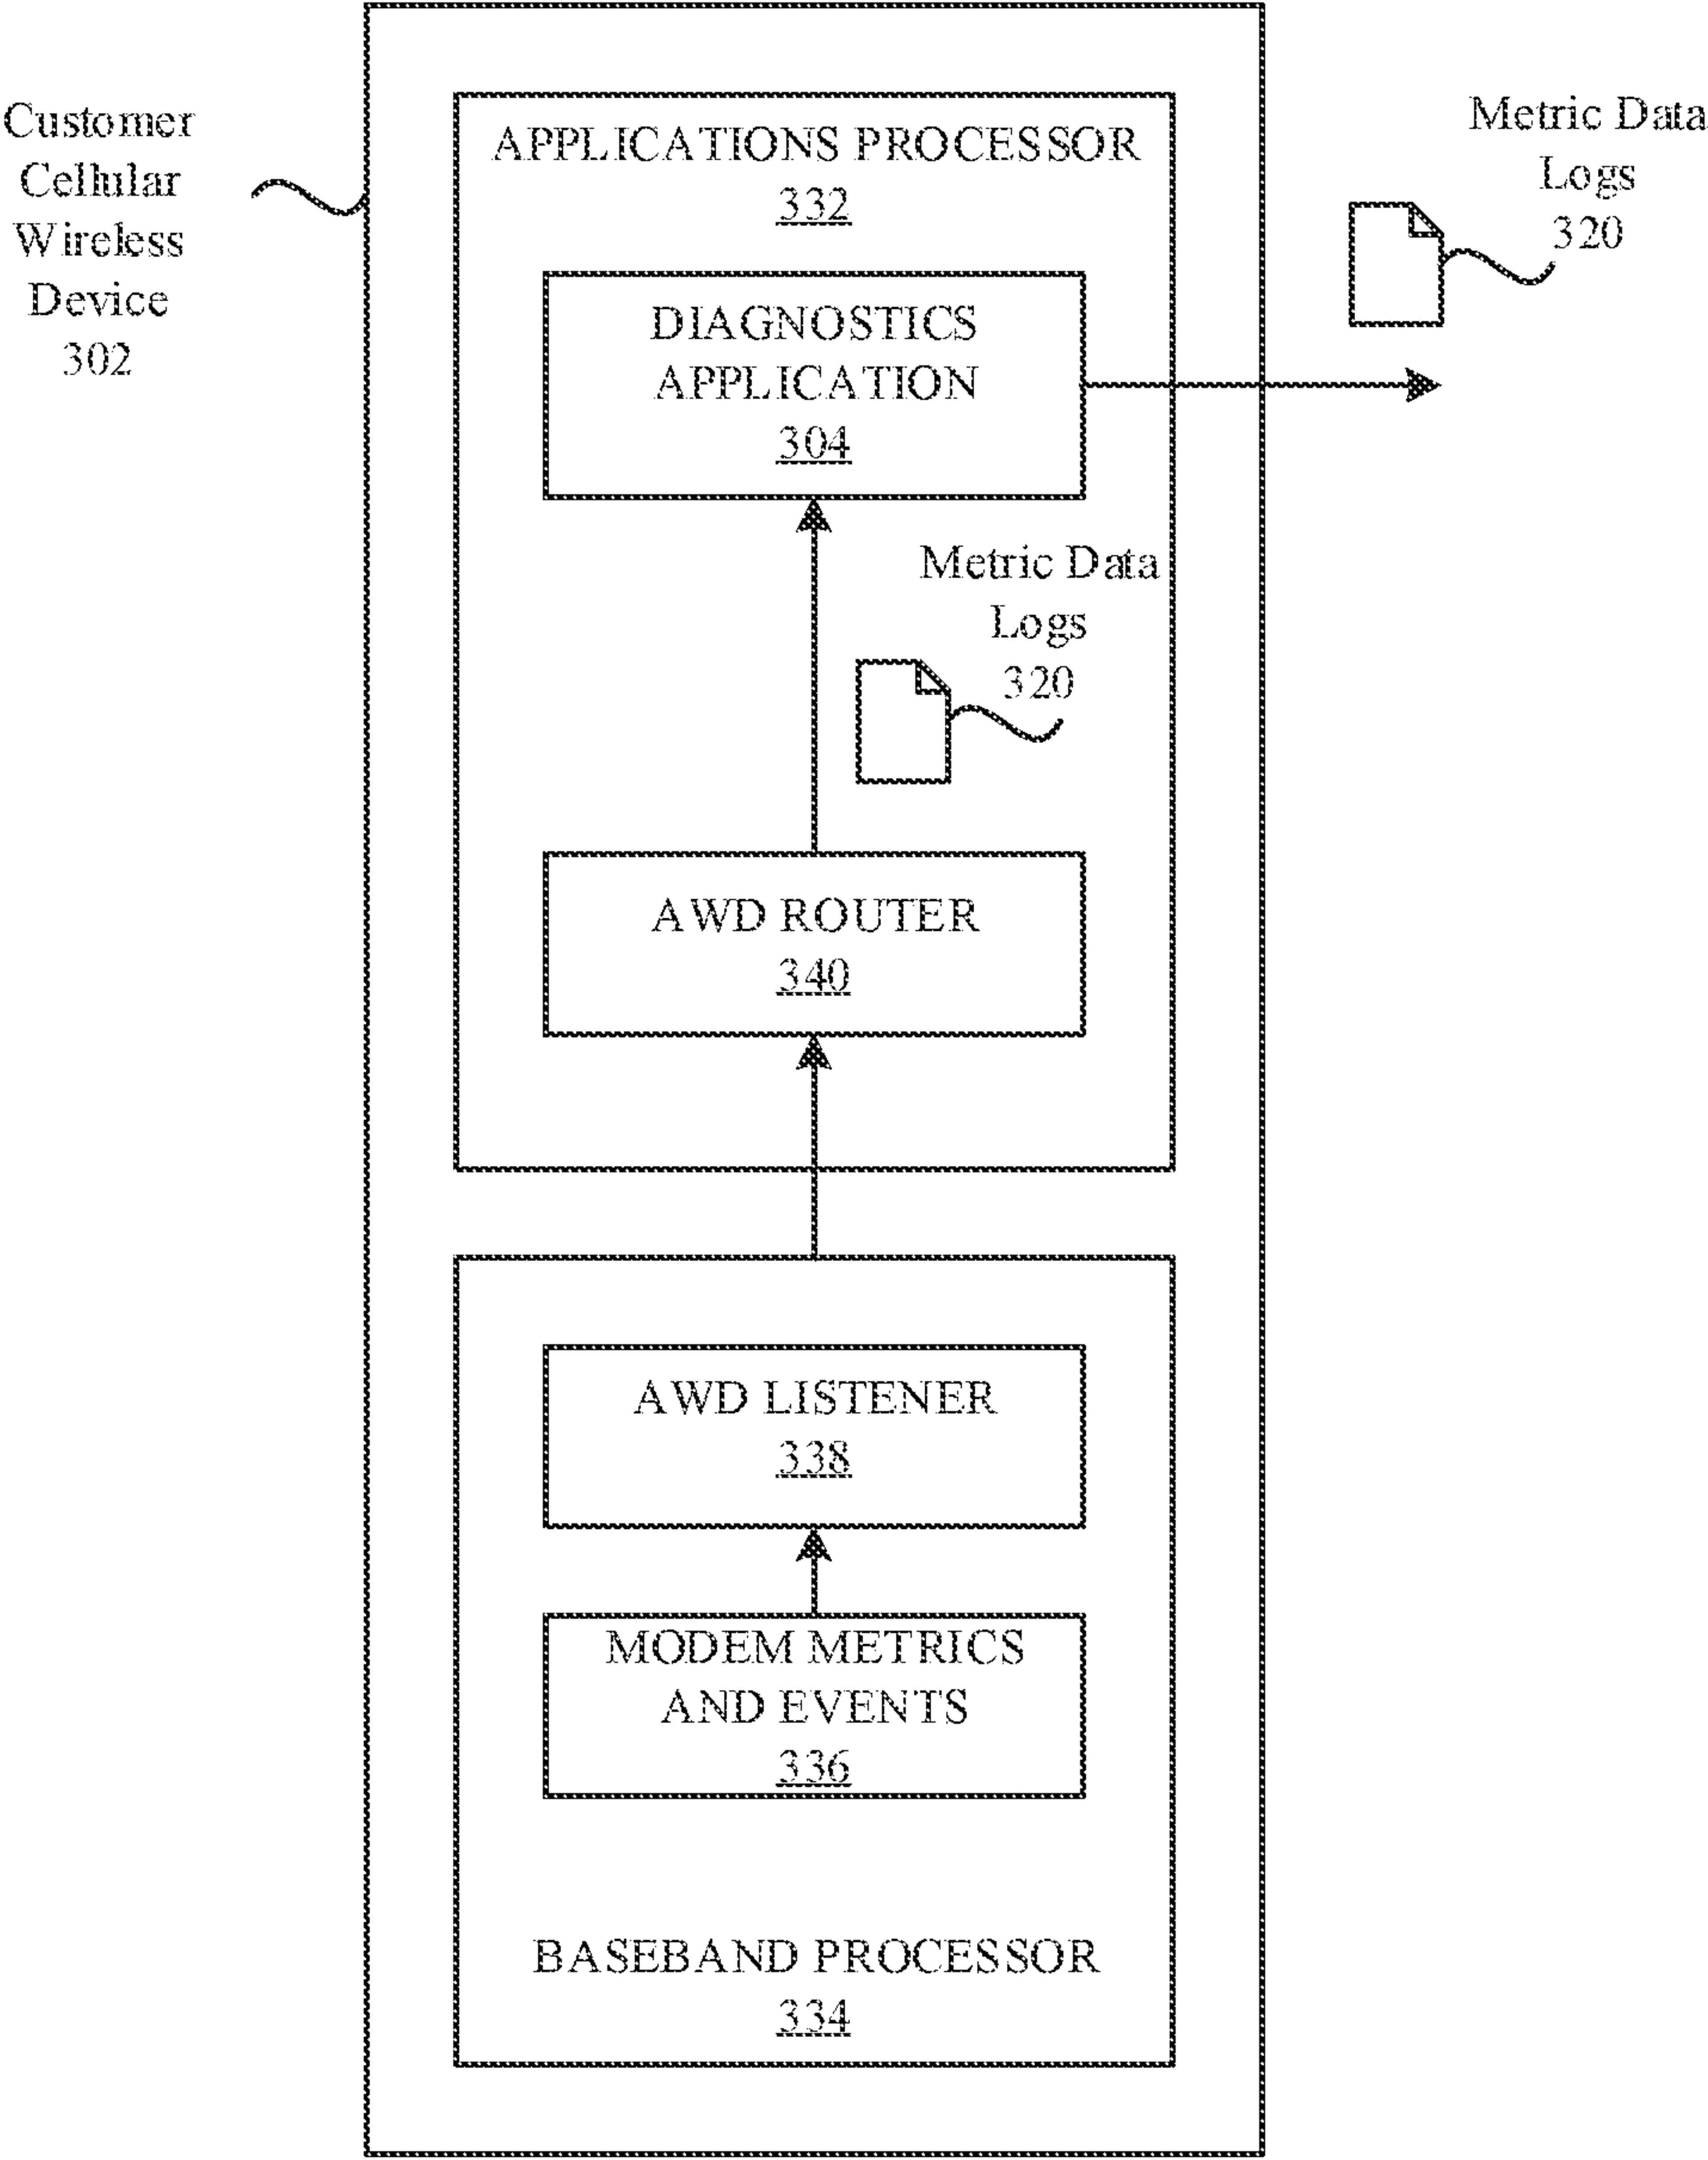 Customer
Cellular
Wireless
Device
302
APPLICATIONS PROCESSOR
332
DIAGNOSTICS
APPLICATION
304
Metric Data
Logs
320
Metric Data
Logs
320
AWD ROUTER
340
AWD LISTENER
338
MODEM METRICS
AND EVENTS
336
BASEBAND PROCESSOR
334